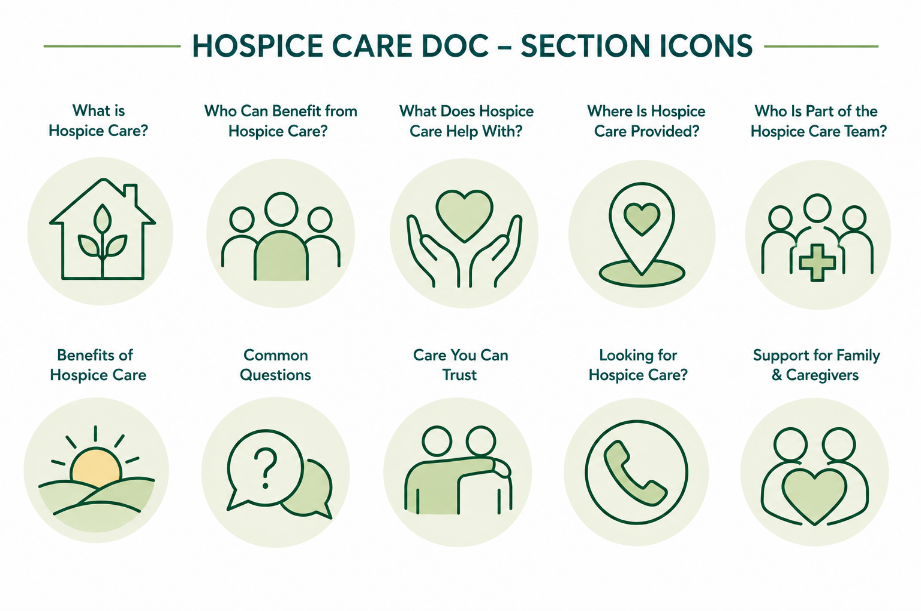 HOSPICE CARE DOC – SECTION ICONS
What is
Hospice Care?
Who Can Benefit from
Hospice Care?
What Does Hospice
Care Help With?
Where Is Hospice
Care Provided?
Who Is Part of the
Hospice Care Team?
Benefits of
Hospice Care
Common
Questions
?
Care You Can
Trust
Looking for
Hospice Care?
Support for Family
& Caregivers